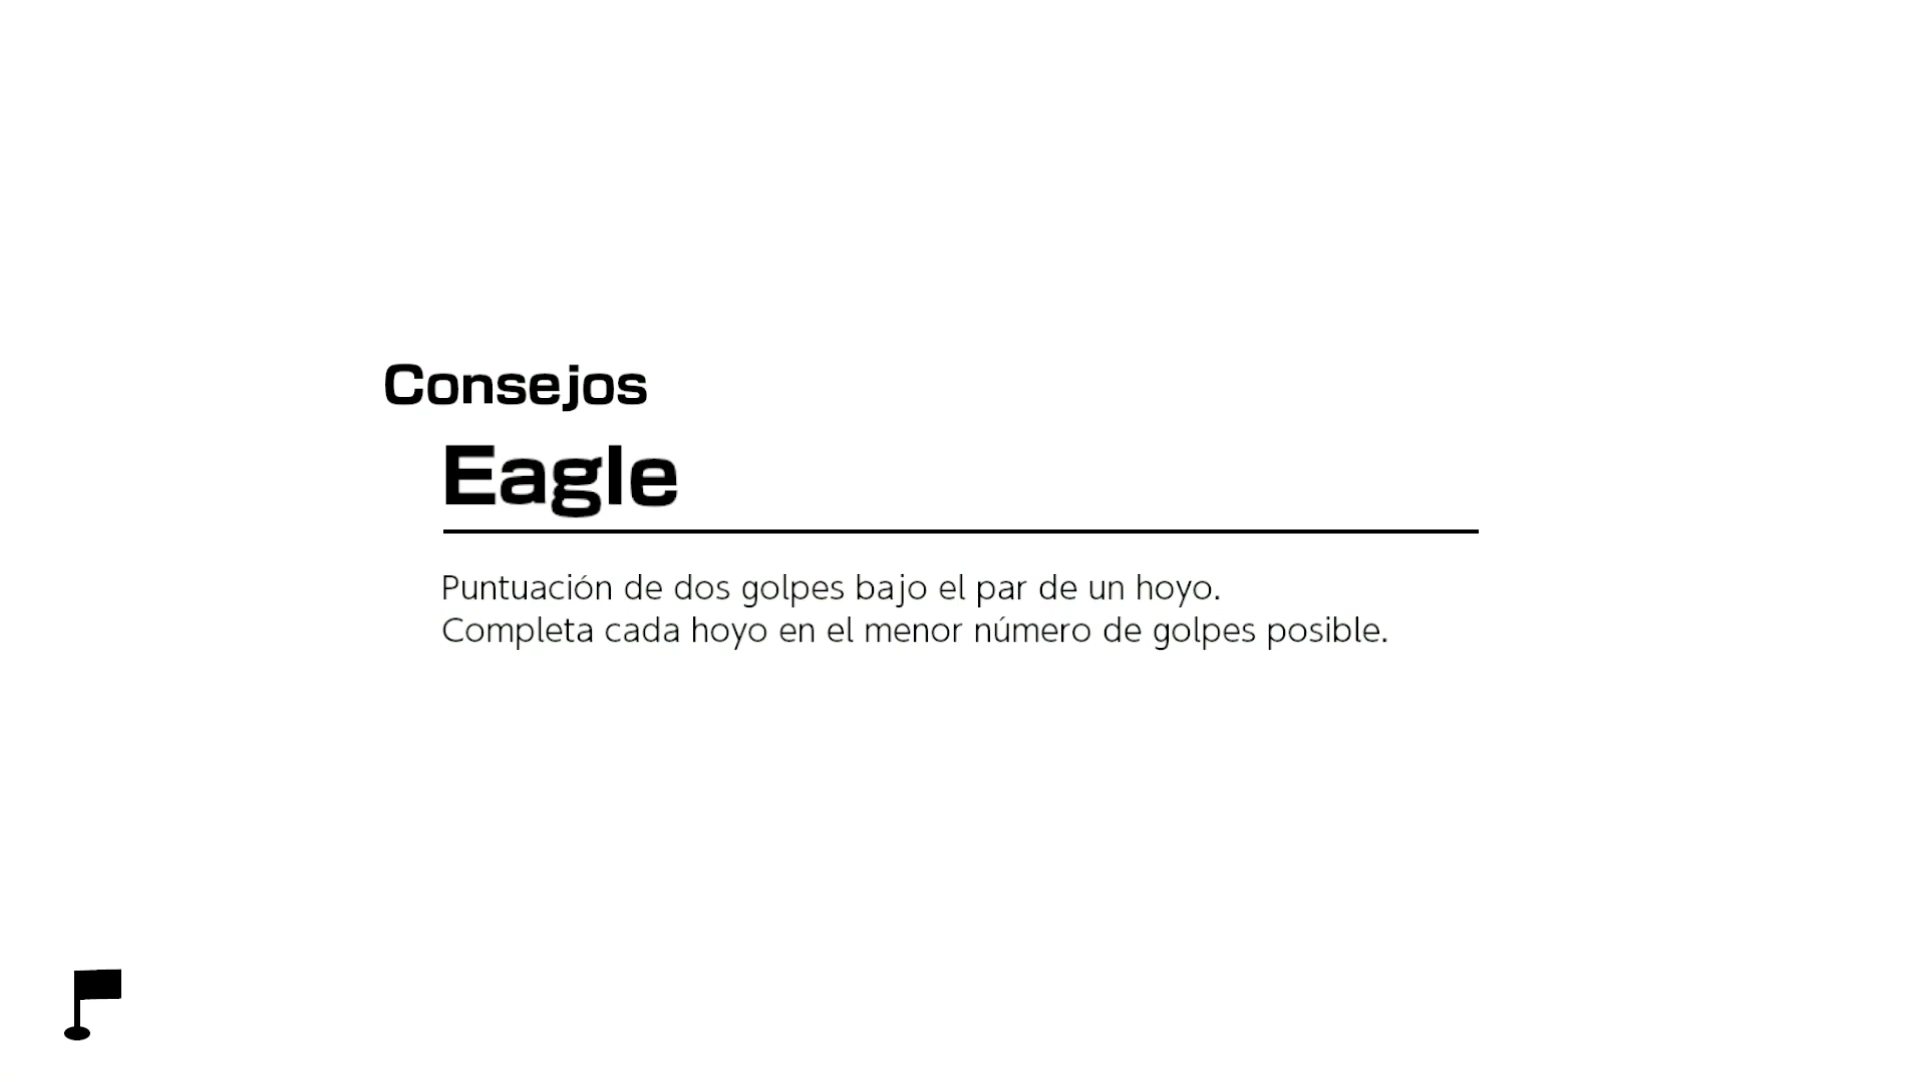 Consejos
Eagle
Puntuación de dos golpes bajo el par de un hoyo.
Completa cada hoyo en el menor número de golpes posible.